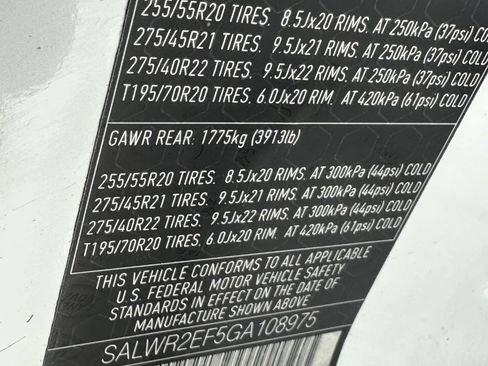 255/55R20 TIRES. 8.5Jx20 RIMS. AT 250kPa (37psi) CO
275/45R21 TIRES. 9.5Jx21 RIMS. AT 250kPa (37psi) COL
275/40R22 TIRES. 9.5Jx22 RIMS. AT 250kPa (37psi) COLD
T195/70R20 TIRES. 6.0Jx20 RIM. AT 420kPa (61psi) COLD
GAWR REAR: 1775kg (3913lb)
255/55R20 TIRES. 8.5Jx20 RIMS. AT 300kPa (44psi) COLD
275/45R21 TIRES. 9.5Jx21 RIMS. AT 300kPa (44psi) COLD
275/40R22 TIRES. 9.5Jx22 RIMS. AT 300kPa (44psi) COLD
T195/70R20 TIRES. 6.0Jx20 RIM. AT 420kPa (61psi) COLD
THIS VEHICLE CONFORMS TO ALL APPLICABLE
U.S. FEDERAL MOTOR VEHICLE SAFETY
STANDARDS IN EFFECT ON THE DATE OF
MANUFACTURE SHOWN ABOVE
SALWR2EF5GA108975